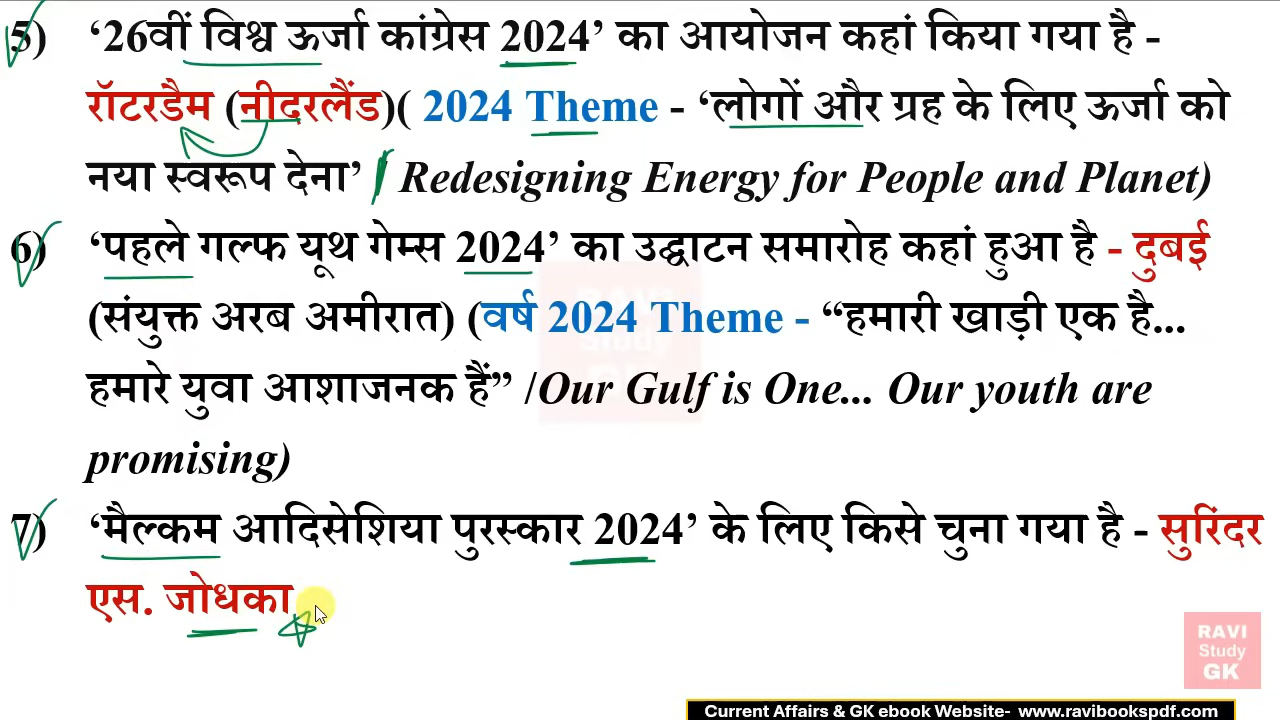 5) ‘26वीं विश्व ऊर्जा कांग्रेस 2024’ का आयोजन कहां किया गया है -
रॉटरडैम (नीदरलैंड)( 2024 Theme - ‘लोगों और ग्रह के लिए ऊर्जा को
नया स्वरूप देना’ / Redesigning Energy for People and Planet)
6) ‘पहले गल्फ यूथ गेम्स 2024’ का उद्घाटन समारोह कहां हुआ है - दुबई
(संयुक्त अरब अमीरात) (वर्ष 2024 Theme - “हमारी खाड़ी एक है...
हमारे युवा आशाजनक हैं” /Our Gulf is One... Our youth are
promising)
7) ‘मैल्कम आदिसेशिया पुरस्कार 2024’ के लिए किसे चुना गया है - सुरिंदर
एस. जोधका
RAVI
Study
GK
RAVI
Study
GK
Current Affairs & GK ebook Website- www.ravibookspdf.com